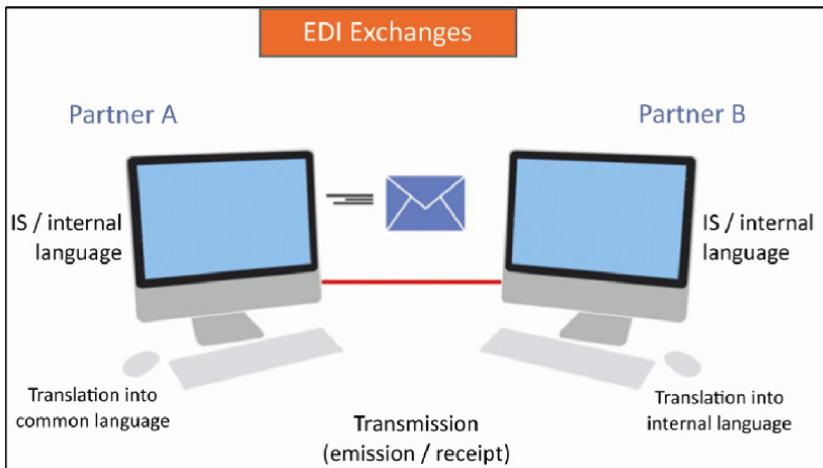 EDI Exchanges
Partner A
Partner B
IS / internal
language
IS / internal
language
Translation into
common language
Transmission
(emission / receipt)
Translation into
internal language